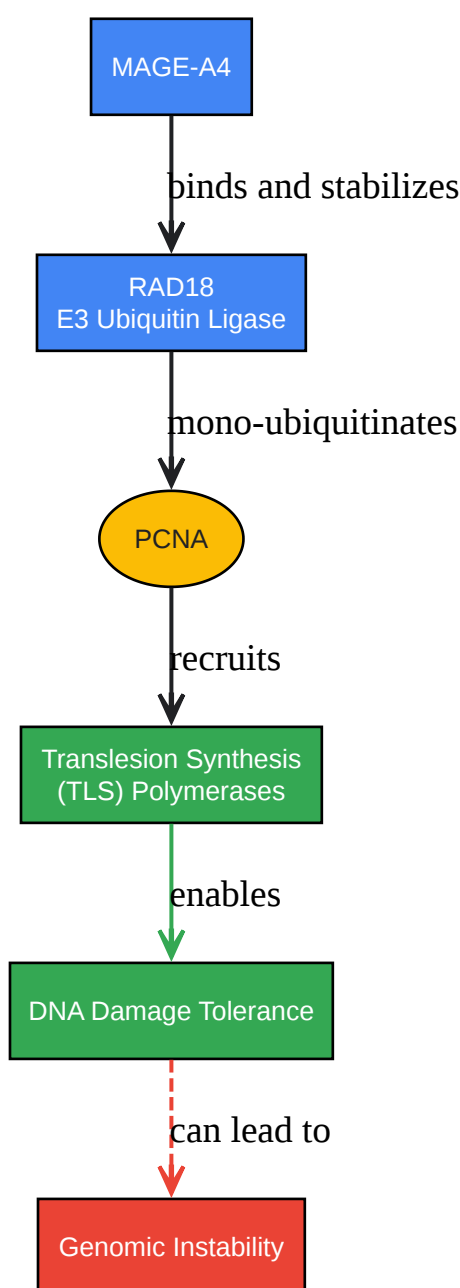 MAGE-A4
binds and stabilizes
RAD18
E3 Ubiquitin Ligase
mono-ubiquitinates
PCNA
recruits
Translesion Synthesis
(TLS) Polymerases
enables
DNA Damage Tolerance
can lead to
Genomic Instability